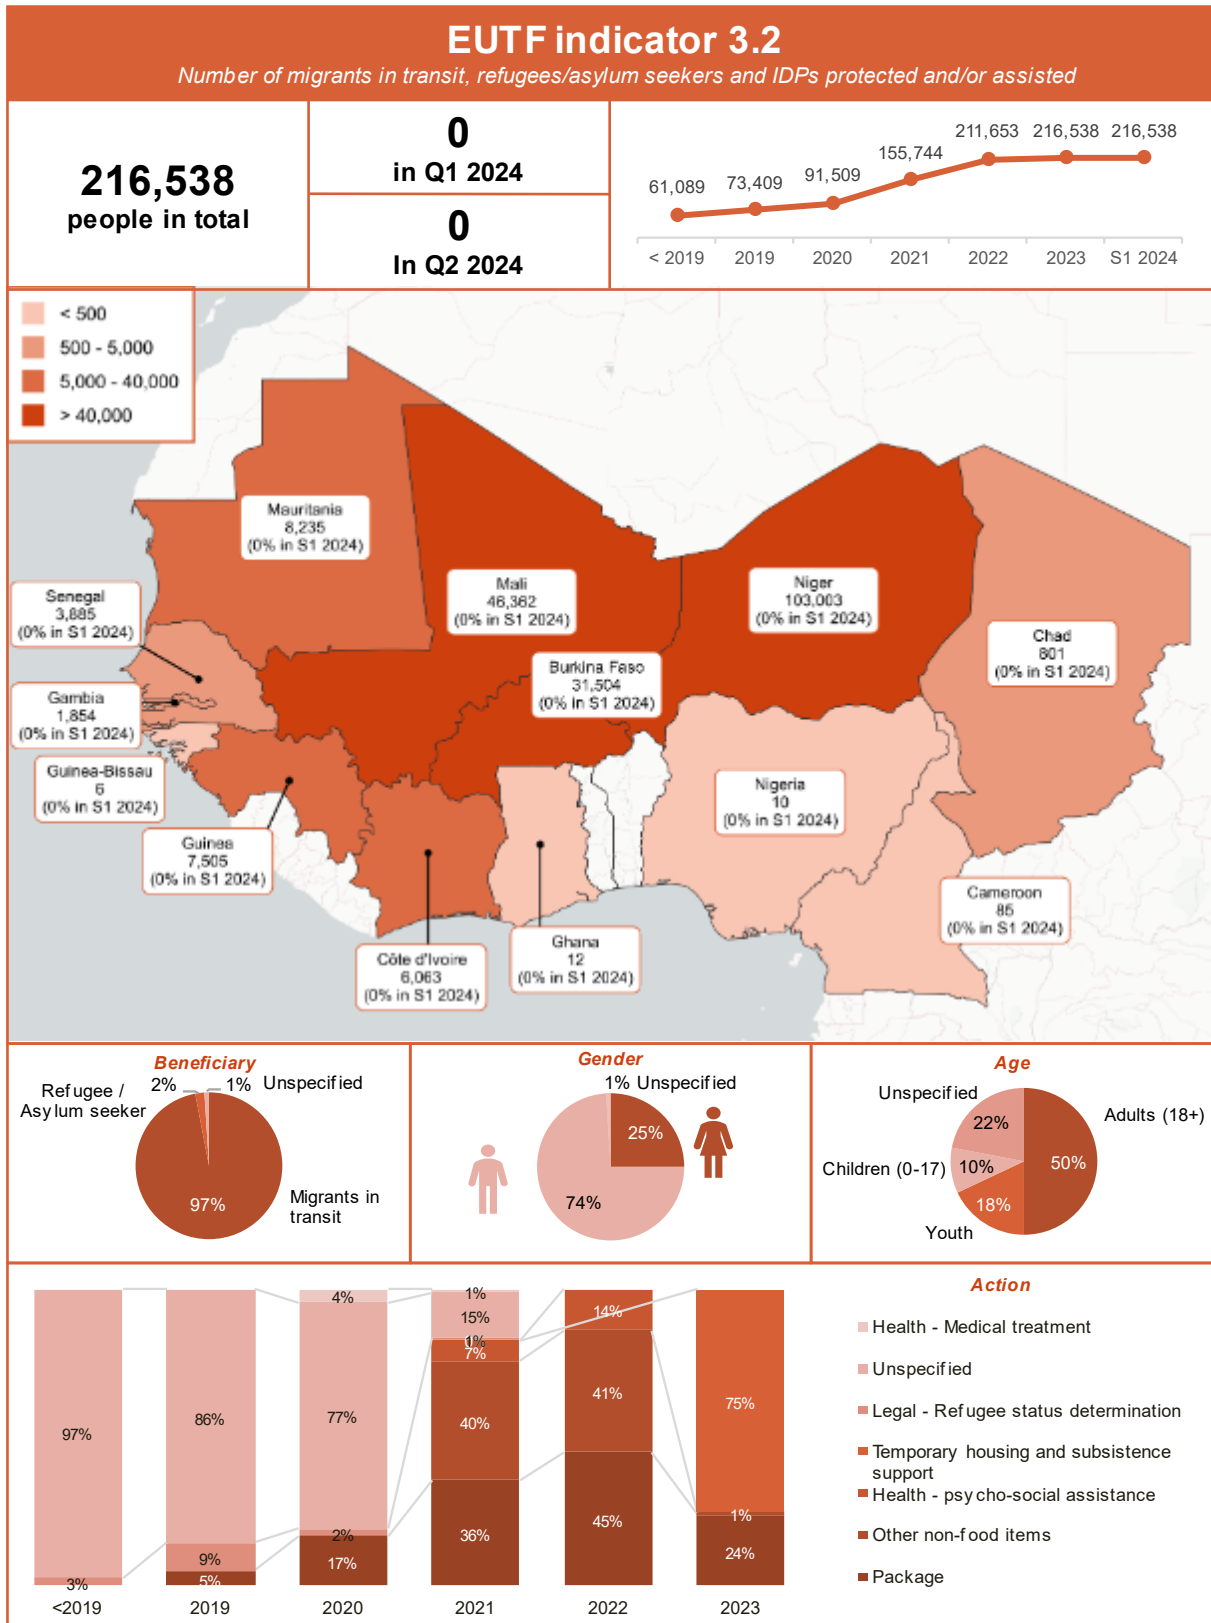 EUTF indicator 3.2
Number of migrants in transit, refugees/asylum seekers and IDPs protected and/or assisted
216,538
people in total
0
in Q1 2024
0
In Q2 2024
61,089
73,409
91,509
155,744
211,653
216,538
216,538
< 2019
2019
2020
2021
2022
2023
S1 2024
< 500
500 - 5,000
5,000 - 40,000
> 40,000
Mauritania
8,235
(0% in S1 2024)
Mali
46,362
(0% in S1 2024)
Niger
103,003
(0% in S1 2024)
Senegal
3,885
(0% in S1 2024)
Chad
801
(0% in S1 2024)
Burkina Faso
31,504
(0% in S1 2024)
Gambia
1,854
(0% in S1 2024)
Guinea-Bissau
6
(0% in S1 2024)
Nigeria
10
(0% in S1 2024)
Guinea
7,505
(0% in S1 2024)
Cameroon
85
(0% in S1 2024)
Ghana
12
(0% in S1 2024)
Côte d'Ivoire
6,063
(0% in S1 2024)
Beneficiary
Refugee /
Asylum seeker
2%
1%
Unspecified
97%
Migrants in
transit
Gender
1% Unspecified
25%
74%
Age
Unspecified
22%
Adults (18+)
50%
Children (0-17)
10%
18%
Youth
97%
3%
<2019
86%
9%
5%
2019
4%
77%
2%
17%
2020
1%
15%
1%
7%
40%
36%
2021
14%
41%
45%
2022
75%
1%
24%
2023
Action
Health - Medical treatment
Unspecified
Legal - Refugee status determination
Temporary housing and subsistence
support
Health - psycho-social assistance
Other non-food items
Package